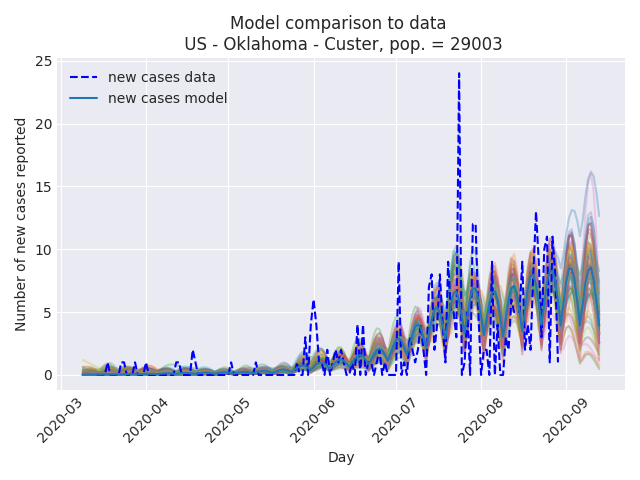 Model comparison to data
US - Oklahoma - Custer, pop. = 29003
new cases data
new cases model
Number of new cases reported
25
20
15
10
5
0
2020-03
2020-04
2020-05
2020-06
2020-07
2020-08
2020-09
Day